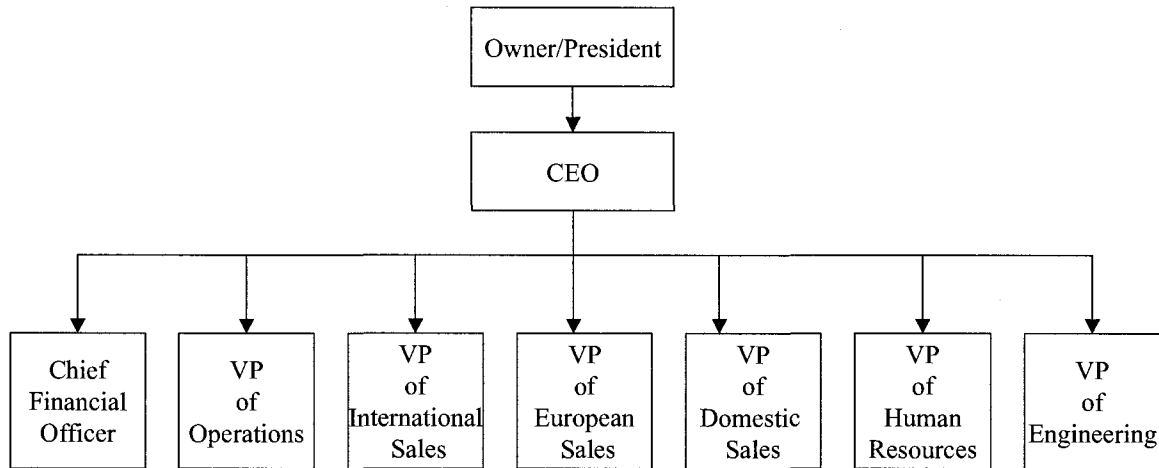 Owner/President
CEO
Chief
Financial
Officer
VP
of
Operations
VP
of
International
Sales
VP
of
European
Sales
VP
of
Domestic
Sales
VP
of
Human
Resources
VP
of
Engineering